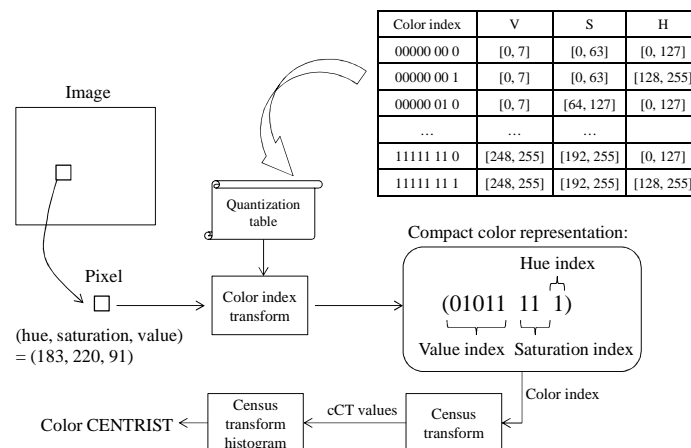 Color index V S H
00000 00 0 [0, 7] [0, 63] [0, 127]
00000 00 1 [0, 7] [0, 63] [128, 255]
00000 01 0 [0, 7] [64, 127] [0, 127]
… … …
11111 11 0 [248, 255] [192, 255] [0, 127]
11111 11 1 [248, 255] [192, 255] [128, 255]
Image
Quantization
table
Pixel
(hue, saturation, value)
= (183, 220, 91)
Color index
transform
Compact color representation:
Hue index
(01011 11 1)
Value index Saturation index
Color index
Census
transform
cCT values
Census
transform
histogram
Color CENTRIST